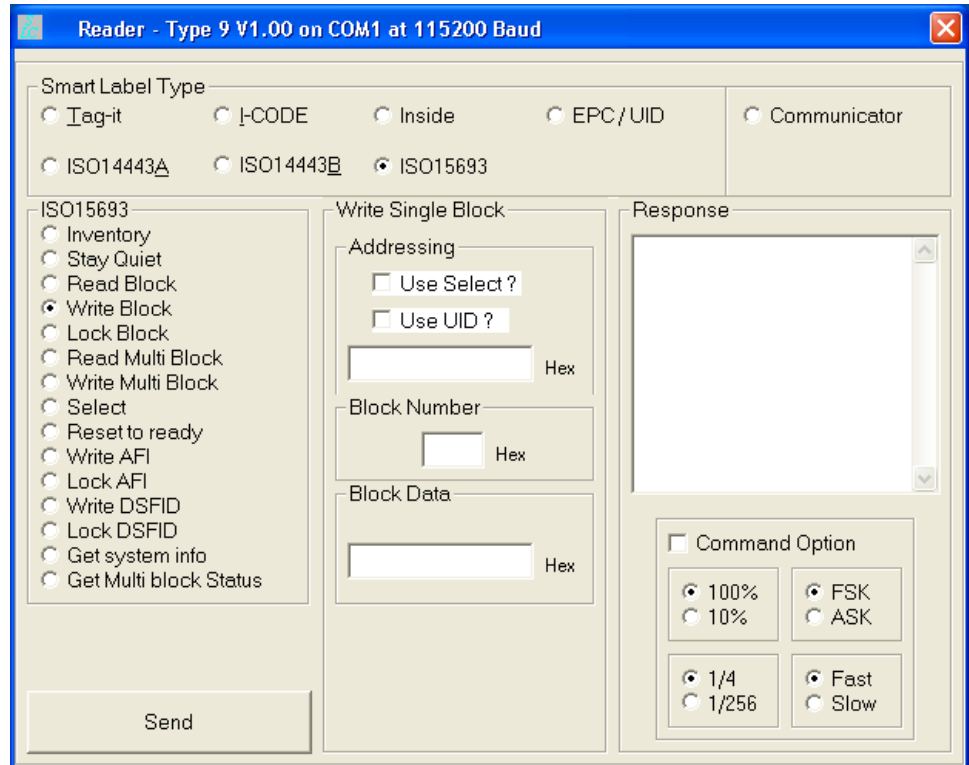 Reader - Type 9 V1.00 on COM1 at 115200 Baud
Smart Label Type
Tag-it
I-CODE
Inside
EPC / UID
Communicator
ISO14443A
ISO14443B
ISO15693
ISO15693
Inventory
Stay Quiet
Read Block
Write Block
Lock Block
Read Multi Block
Write Multi Block
Select
Reset to ready
Write AFI
Lock AFI
Write DSFID
Lock DSFID
Get system info
Get Multi block Status
Send
Write Single Block
Addressing
Use Select ?
Use UID ?
Hex
Block Number
Hex
Block Data
Hex
Response
Command Option
100%
10%
FSK
ASK
1/4
1/256
Fast
Slow